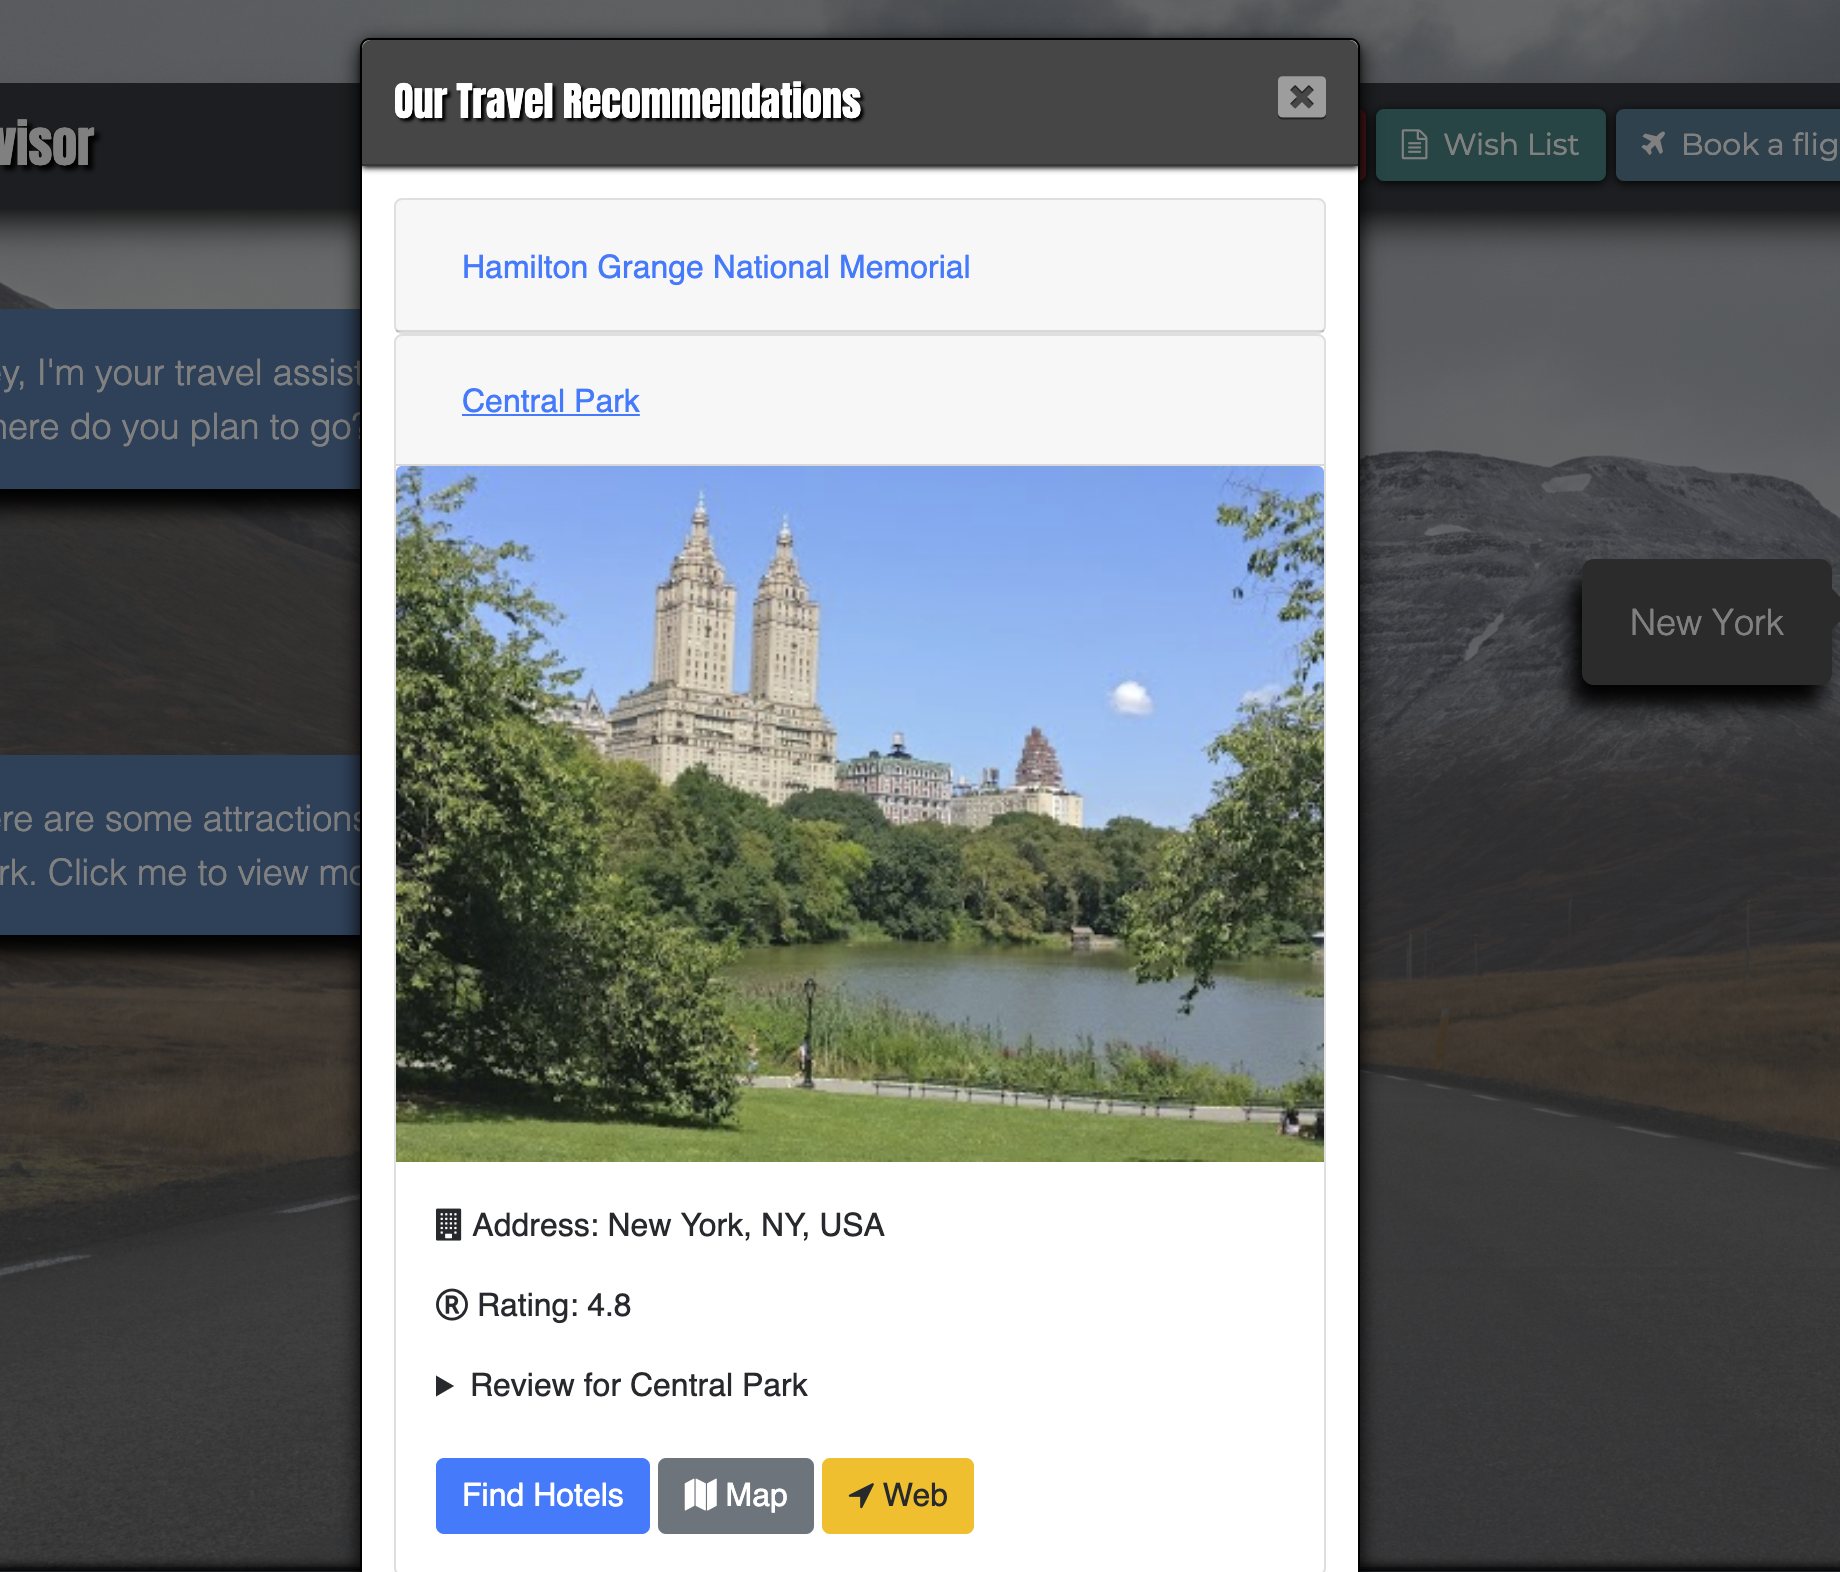 Our Travel Recommendations
visor
Wish List
Book a flig
Hamilton Grange National Memorial
y, I'm your travel assist
ere do you plan to go?
Central Park
New York
re are some attractions
rk. Click me to view mo
Address: New York, NY, USA
Rating: 4.8
Review for Central Park
Find Hotels
Map
Web